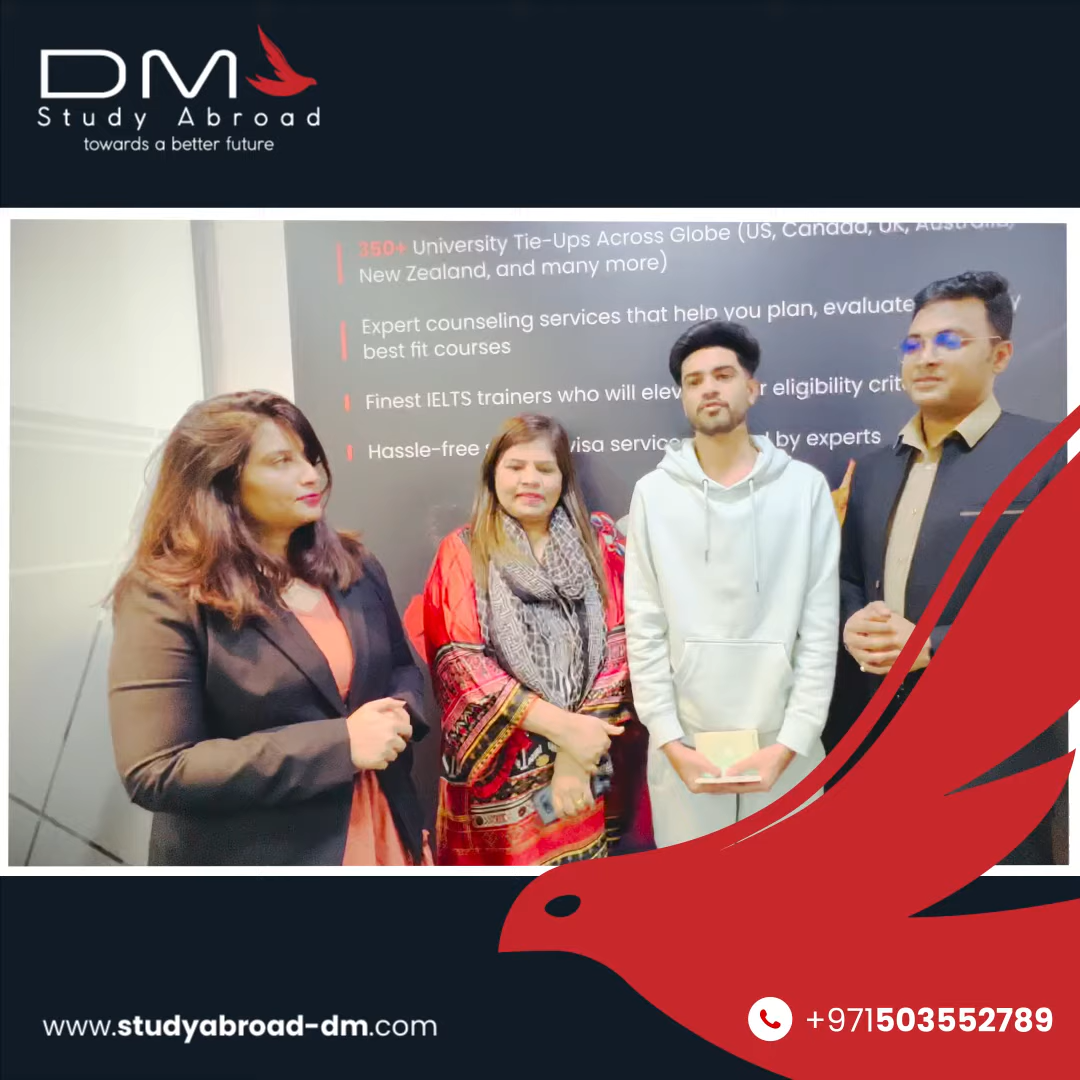 DM
Study Abroad
towards a better future
350+ University Tie-Ups Across Globe (US, Canada, UK, Australia,
New Zealand, and many more)
Expert counseling services that help you plan, evaluate
best fit courses
Finest IELTS trainers who will eligibility
Hassle-free visa by experts
www.studyabroad-dm.com
+971503552789